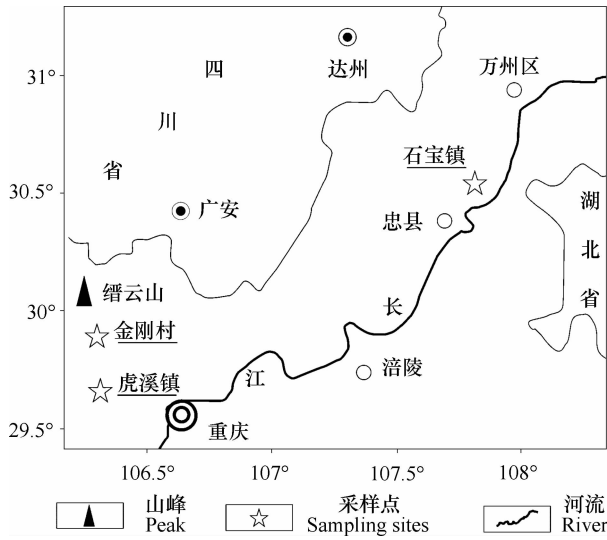 31°
30.5°
30°
29.5°
四
川
省
达州
万州区
石宝镇
广安
忠县
湖
北
省
缙云山
金刚村
长
江
虎溪镇
涪陵
重庆
106.5°
107°
107.5°
108°
山峰
Peak
采样点
Sampling sites
河流
River